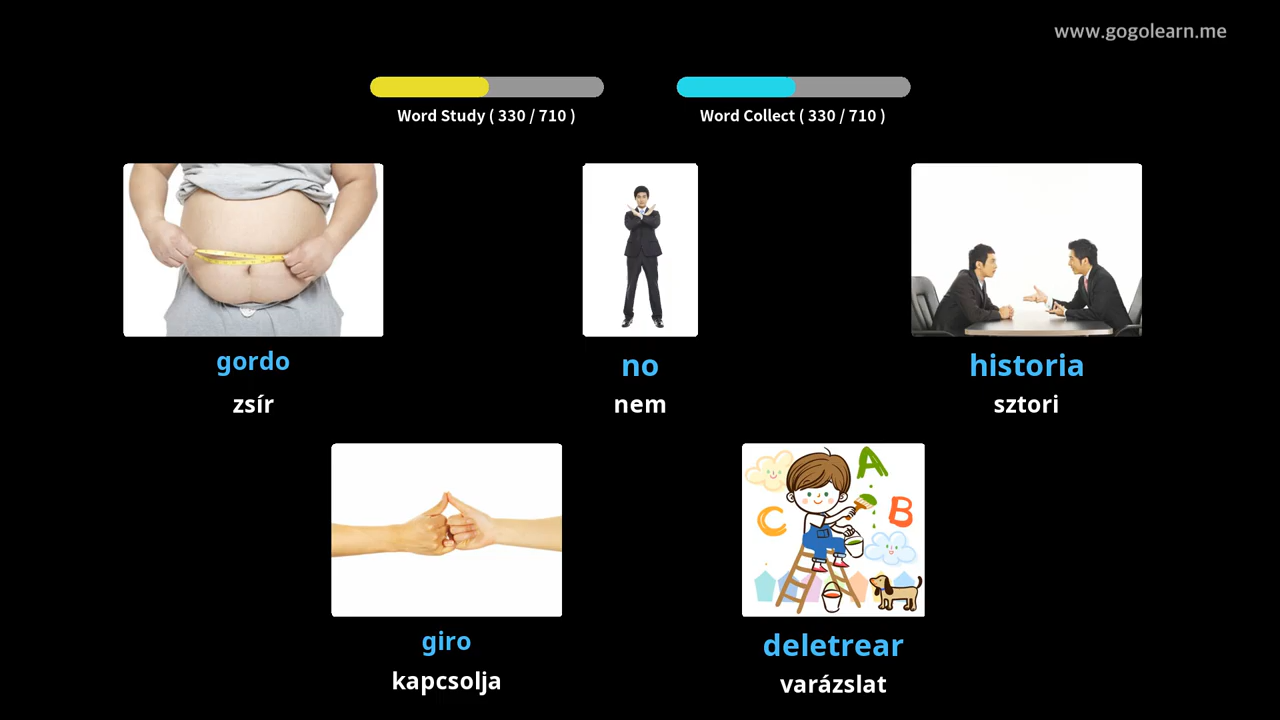 www.gogolearn.me
Word Study ( 330 / 710 )
Word Collect ( 330 / 710 )
gordo
zsír
no
nem
historia
sztori
A
C
B
giro
kapcsolja
deletrear
varázslat